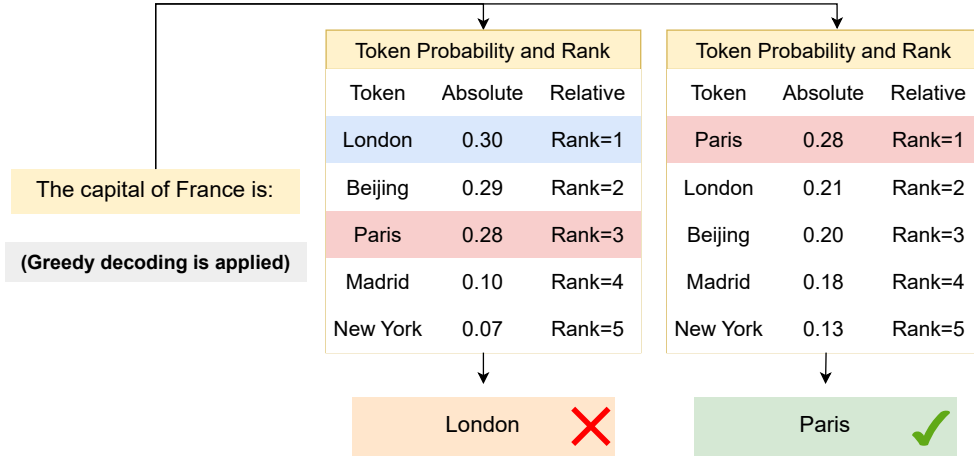 The capital of France is:
(Greedy decoding is applied)
Token Probability and Rank
Token Absolute Relative
London 0.30 Rank=1
Beijing 0.29 Rank=2
Paris 0.28 Rank=3
Madrid 0.10 Rank=4
New York 0.07 Rank=5
London
Token Probability and Rank
Token Absolute Relative
Paris 0.28 Rank=1
London 0.21 Rank=2
Beijing 0.20 Rank=3
Madrid 0.18 Rank=4
New York 0.13 Rank=5
Paris